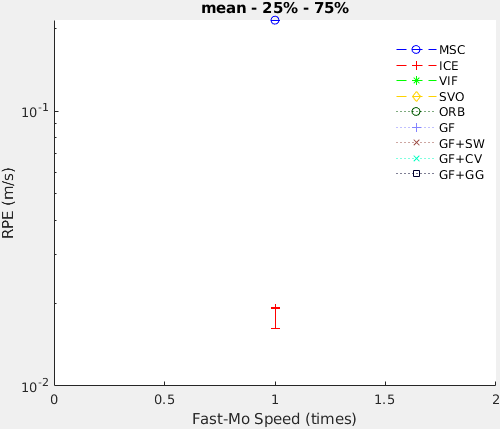 mean - 25% - 75%
RPE (m/s)
10^-1
10^-2
0
0.5
1
1.5
2
Fast-Mo Speed (times)
MSC
ICE
VIF
SVO
ORB
GF
GF+SW
GF+CV
GF+GG